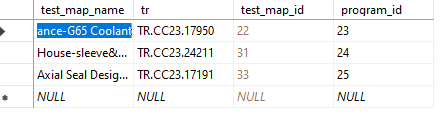 test_map_name tr test_map_id program_id
ance-G65 Coolant TR.CC23.17950 22 23
House-sleeve&... TR.CC23.24211 31 24
Axial Seal Desig... TR.CC23.17191 33 25
NULL NULL NULL NULL